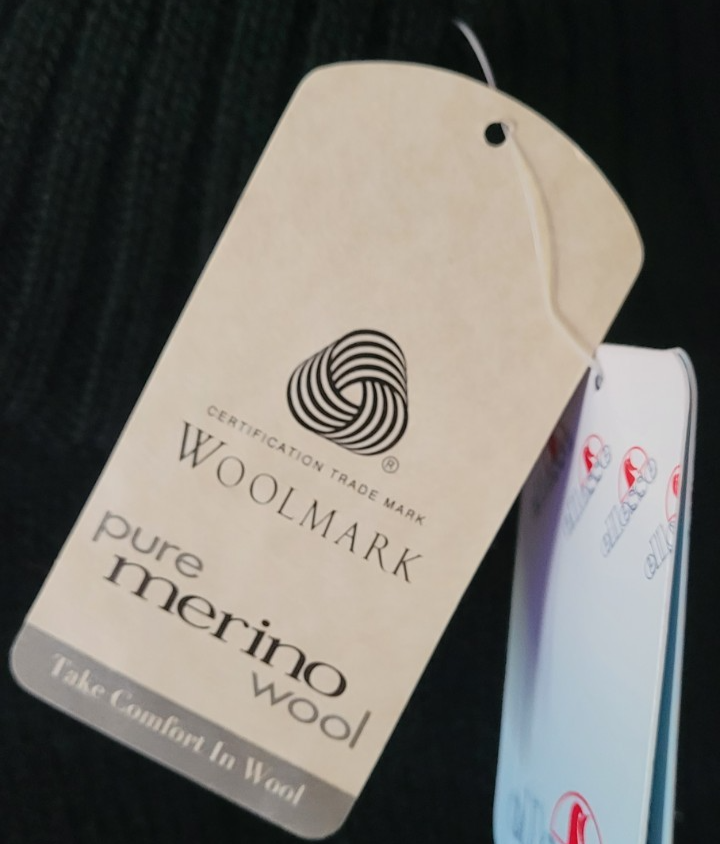 ®
CERTIFICATION TRADE MARK
WOOLMARK
pure
merino
wool
Take Comfort In Wool